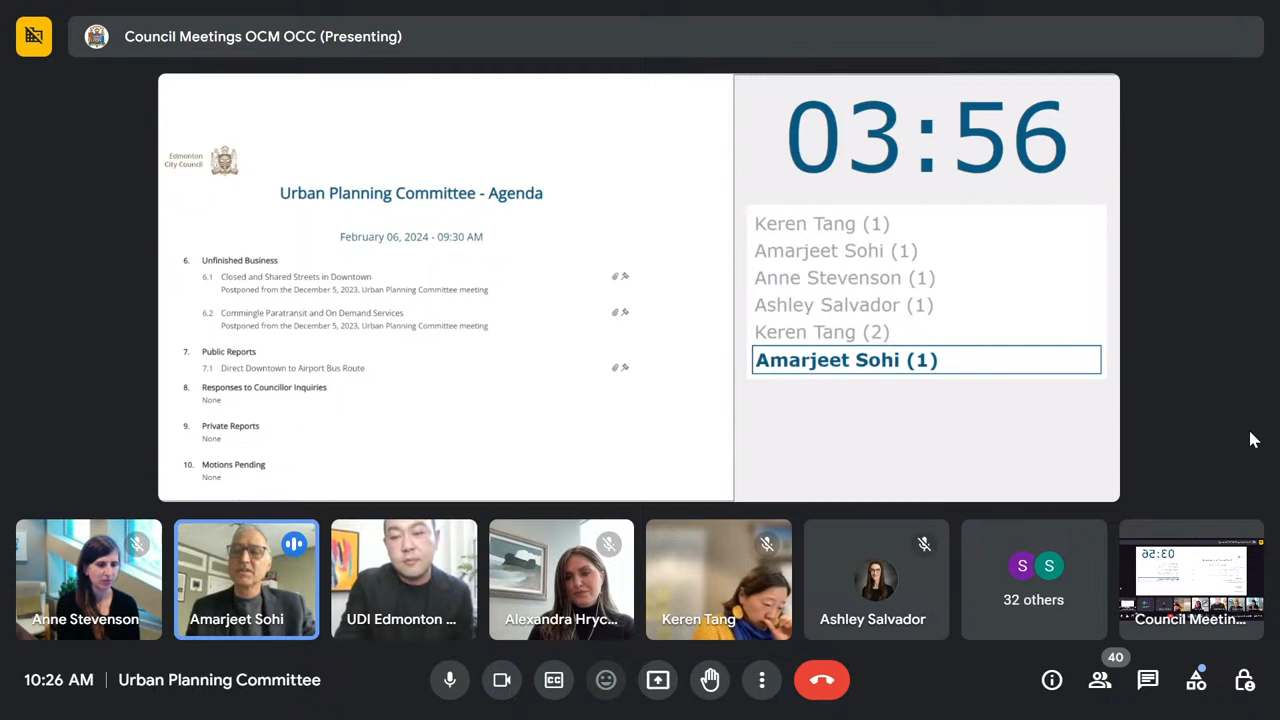 Council Meetings OCM OCC (Presenting)
Edmonton
City Council
Urban Planning Committee - Agenda
February 06, 2024 - 09:30 AM
6. Unfinished Business
6.1 Closed and Shared Streets in Downtown
Postponed from the December 5, 2023, Urban Planning Committee meeting
6.2 Commingle Paratransit and On Demand Services
Postponed from the December 5, 2023, Urban Planning Committee meeting
7. Public Reports
7.1 Direct Downtown to Airport Bus Route
8. Responses to Councillor Inquiries
None
9. Private Reports
None
10. Motions Pending
None
03:56
Keren Tang (1)
Amarjeet Sohi (1)
Anne Stevenson (1)
Ashley Salvador (1)
Keren Tang (2)
Amarjeet Sohi (1)
S S
03:56
Anne Stevenson
Amarjeet Sohi
UDI Edmonton ...
Alexandra Hryc...
Keren Tang
Ashley Salvador
32 others
Council Meetin...
40
10:26 AM Urban Planning Committee
CC